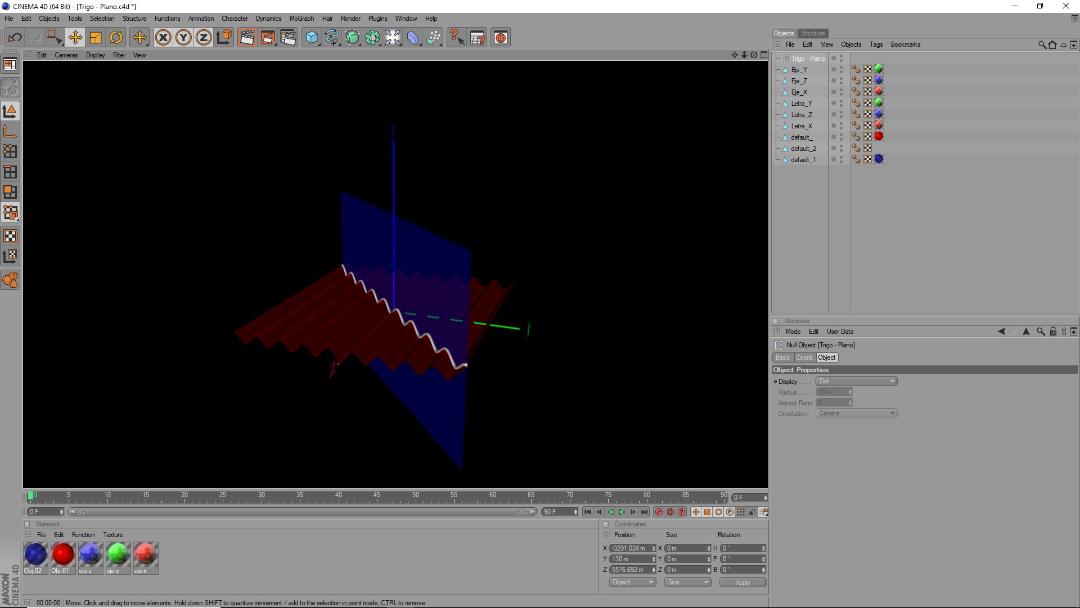 CINEMA 4D (64 Bit) - [Trigo - Plano.c4d *]
File Edit Objects Tools Selection Structure Functions Animation Character Dynamics MoGraph Hair Render Plugins Window Help
Edit Cameras Display Filter View
Objects Structure
File Edit View Objects Tags Bookmarks
Trigo - Plano
Eje_Y
Eje_Z
Eje_X
Letra_Y
Letra_Z
Letra_X
default_
default_2
default_1
Attributes
Mode Edit User Data
Null Object [Trigo - Plano]
Basic Coord Object
Object Properties
Display . . . . Dot
Radius . . . .
Aspect Ratio
Orientation Camera
0 5 10 15 20 25 30 35 40 45 50 55 60 65 70 75 80 85 90 0 F
0 F 90 F
Materials
File Edit Function Texture
Obj-02 Obj-01 eje-z eje-y eje-x
Coordinates
Position Size Rotation
X -3291.024 m X 0 m H 0 °
Y 130 m Y 0 m P 0 °
Z 5576.692 m Z 0 m B 0 °
Object Size Apply
MAXON CINEMA 4D
00:00:00 Move: Click and drag to move elements. Hold down SHIFT to quantize movement / add to the selection in point mode, CTRL to remove